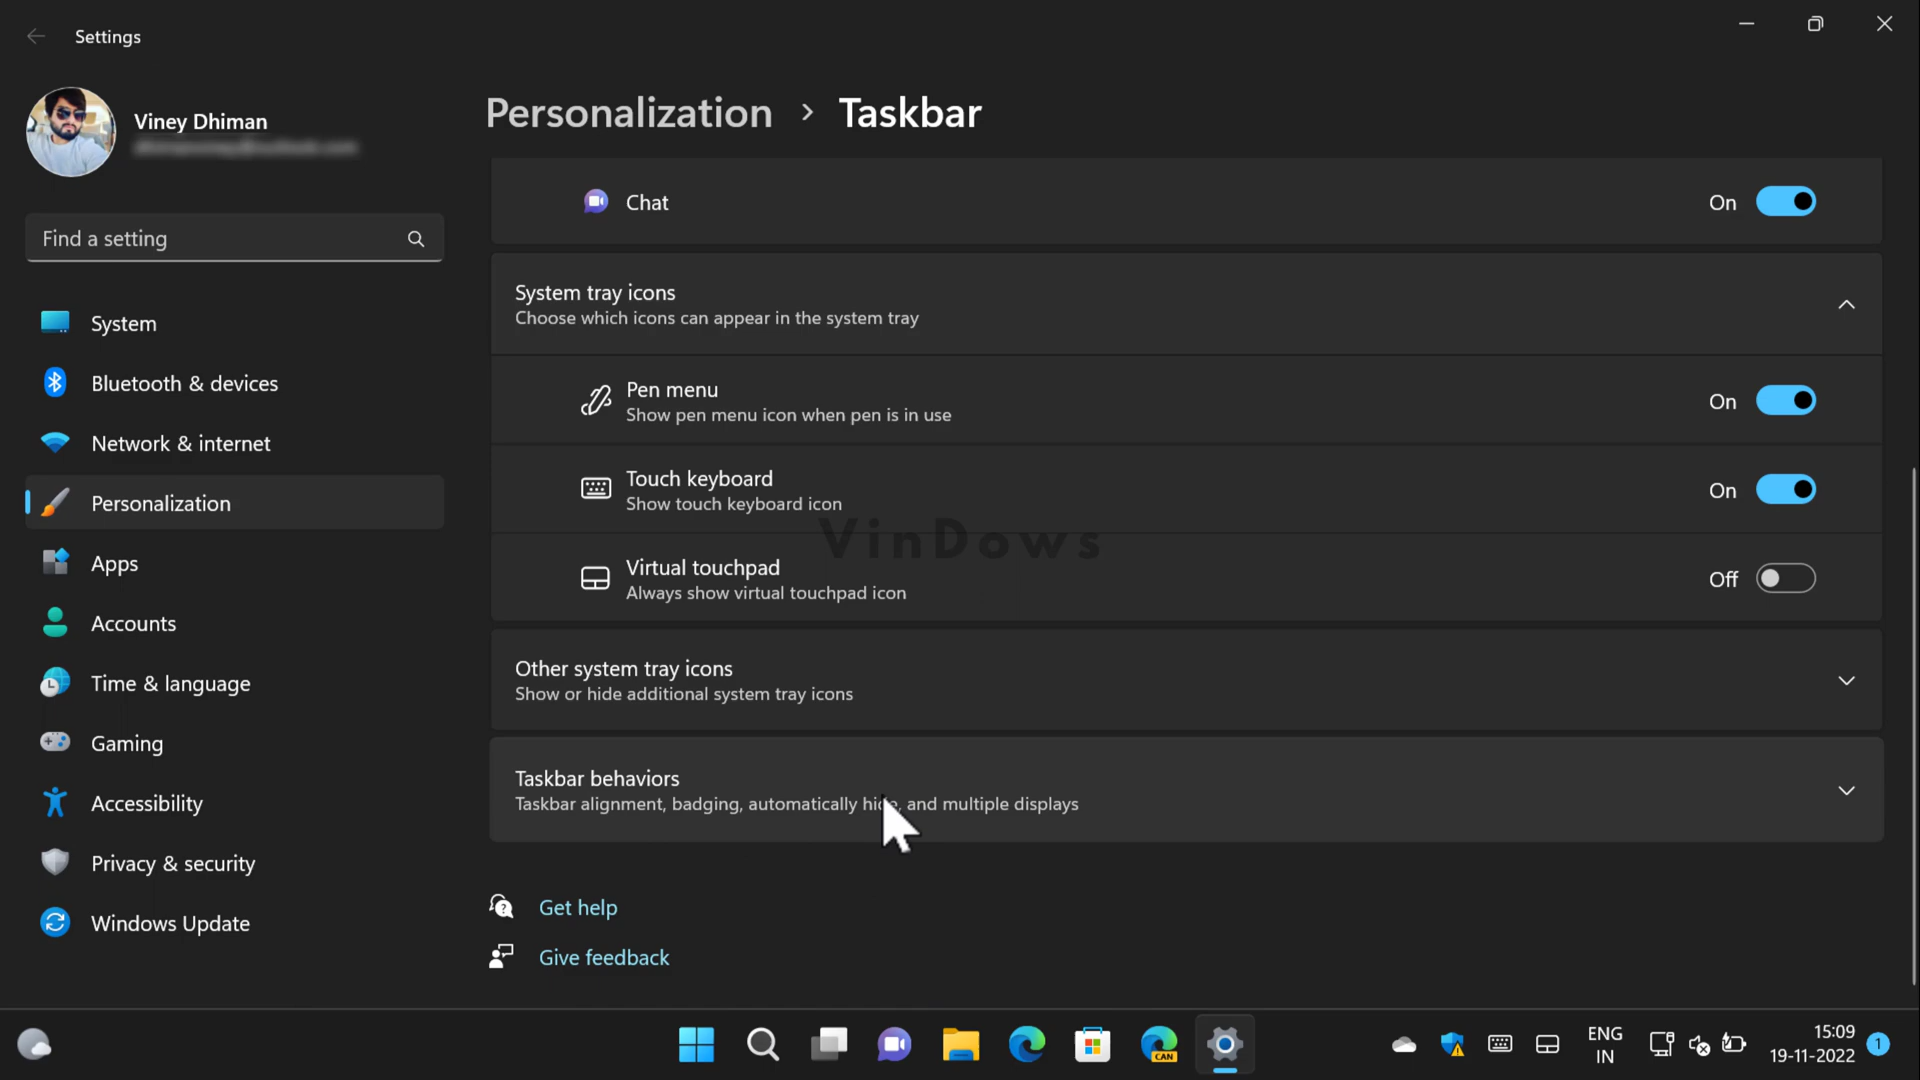 Settings
Viney Dhiman
Find a setting
System
Bluetooth & devices
Network & internet
Personalization
Apps
Accounts
Time & language
Gaming
Accessibility
Privacy & security
Windows Update
Personalization > Taskbar
Chat
On
System tray icons
Choose which icons can appear in the system tray
Pen menu
Show pen menu icon when pen is in use
On
Touch keyboard
Show touch keyboard icon
On
VinDows
Virtual touchpad
Always show virtual touchpad icon
Off
Other system tray icons
Show or hide additional system tray icons
Taskbar behaviors
Taskbar alignment, badging, automatically hide, and multiple displays
Get help
Give feedback
CAN
ENG
IN
15:09
19-11-2022
1